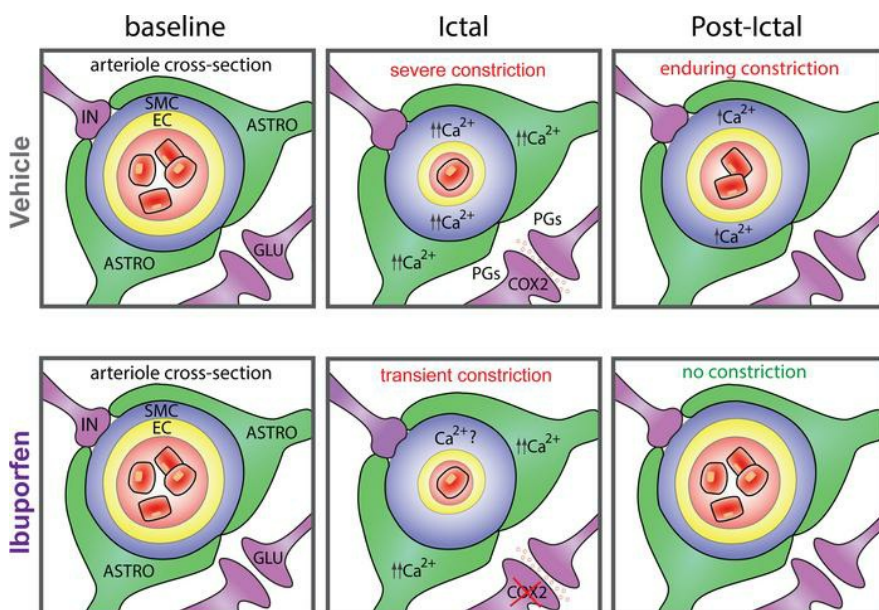 baseline
Ictal
Post-Ictal
Vehicle
arteriole cross-section
IN
SMC
EC
ASTRO
ASTRO
GLU
severe constriction
↑↑Ca2+
↑↑Ca2+
↑↑Ca2+
↑↑Ca2+
PGs
PGs
COX2
enduring constriction
↑Ca2+
↑Ca2+
Ibuporfen
arteriole cross-section
IN
SMC
EC
ASTRO
ASTRO
GLU
transient constriction
Ca2+?
↑↑Ca2+
↑↑Ca2+
COX2
no constriction